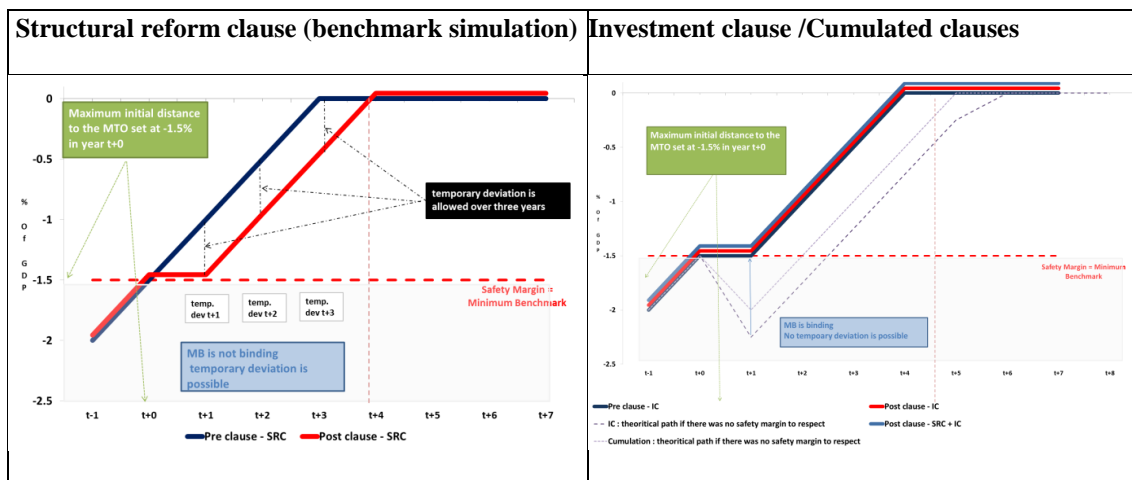 Structural reform clause (benchmark simulation)
Investment clause /Cumulated clauses
0
-0.5
-1
-1.5
-2
-2.5
% Of GDP
Maximum initial distance
to the MTO set at -1.5%
in year t+0
temporary deviation is
allowed over three years
Safety Margin =
Minimum Benchmark
temp.
dev t+1
temp.
dev t+2
temp.
dev t+3
MB is not binding
temporary deviation is
possible
t-1 t+0 t+1 t+2 t+3 t+4 t+5 t+6 t+7
Pre clause - SRC Post clause - SRC
0
-0.5
-1
-1.5
-2
-2.5
% of GDP
Maximum initial distance to the
MTO set at -1.5% in year t+0
Safety Margin = Minimum
Benchmark
MB is binding
No tempoary deviation is possible
t-1 t+0 t+1 t+2 t+3 t+4 t+5 t+6 t+7 t+8
Pre clause - IC Post clause - IC
IC : theoritical path if there was no safety margin to respect Post clause - SRC + IC
Cumulation : theoritical path if there was no safety margin to respect